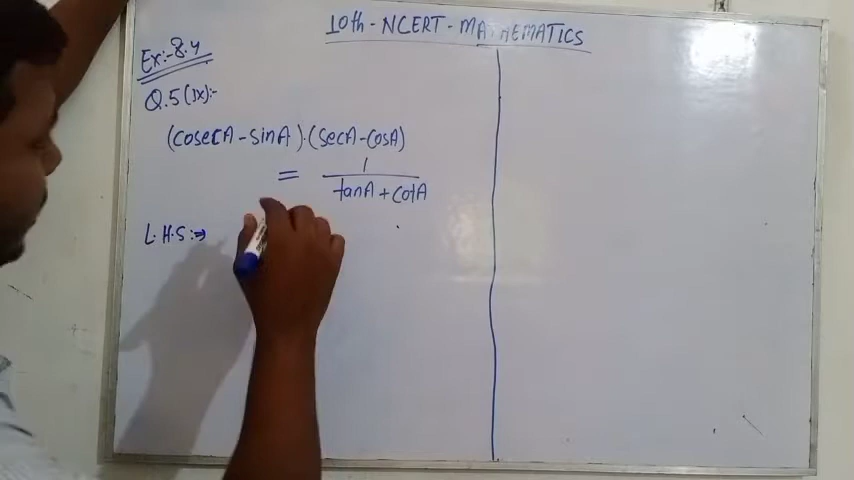 10th-NCERT-MATHEMATICS
Ex:-8.4
Q.5(IX):-
(cosecA-sinA).(secA-cosA)
= 1/(tanA+cotA)
L.H.S:⇒